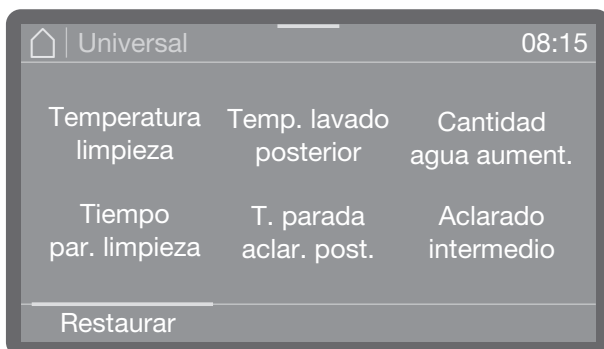 Universal 08:15
Temperatura
limpieza
Temp. lavado
posterior
Cantidad
agua aument.
Tiempo
par. limpieza
T. parada
aclar. post.
Aclarado
intermedio
Restaurar